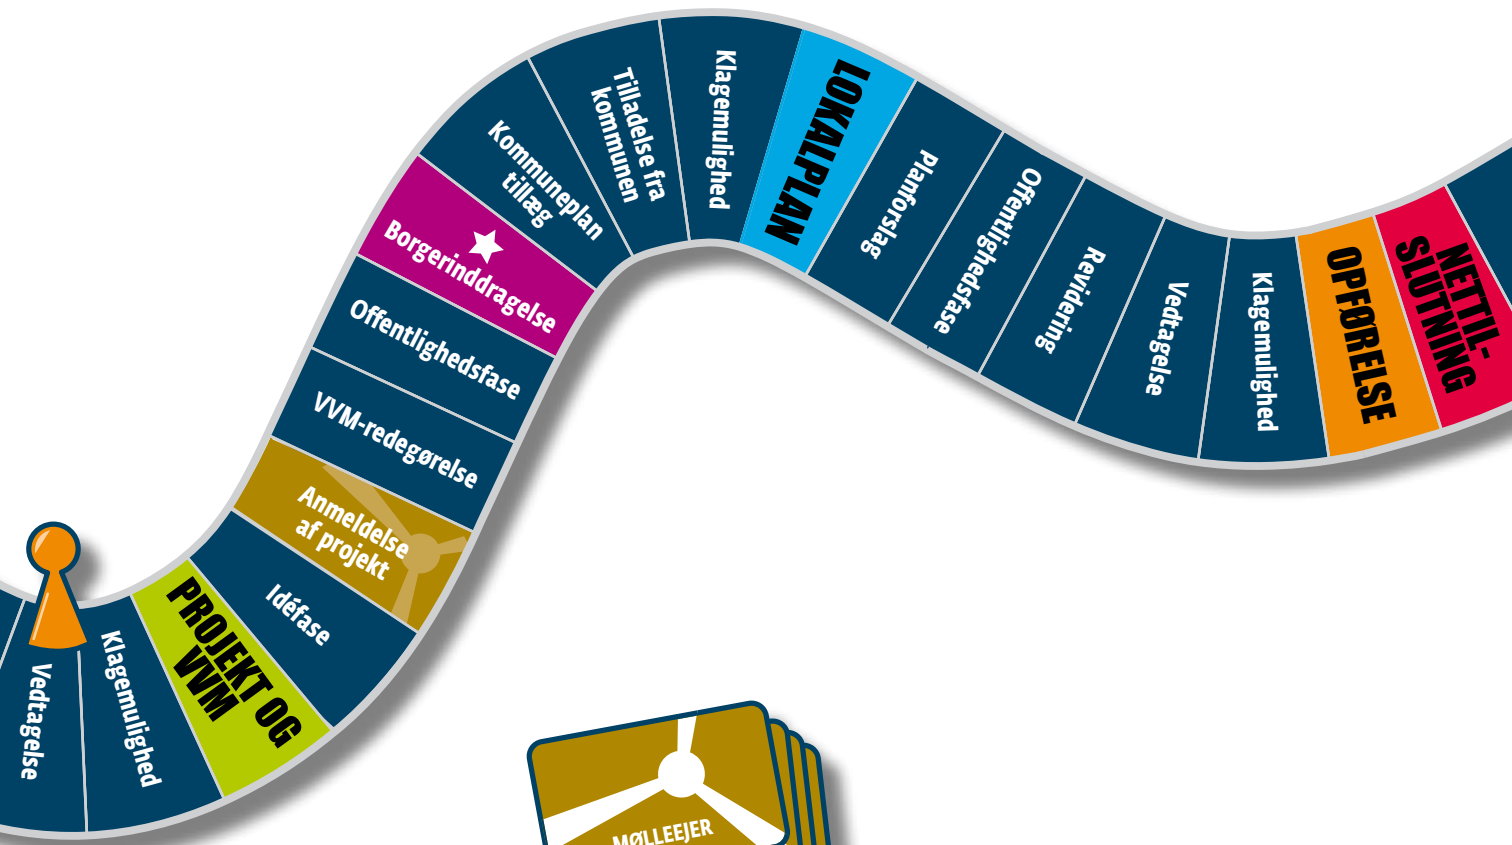 Vedtagelse
Klagemulighed
PROJEKT OG
VVM
Idéfase
Anmeldelse
af projekt
VVM-redegørelse
Offentlighedsfase
Borgerinddragelse
Kommuneplan
tillæg
Tilladelse fra
kommunen
Klagemulighed
LOKALPLAN
Planforslag
Offentlighedsfase
Revidering
Vedtagelse
Klagemulighed
OPFØRELSE
NETTIL-
SLUTNING
MØLLEEJER